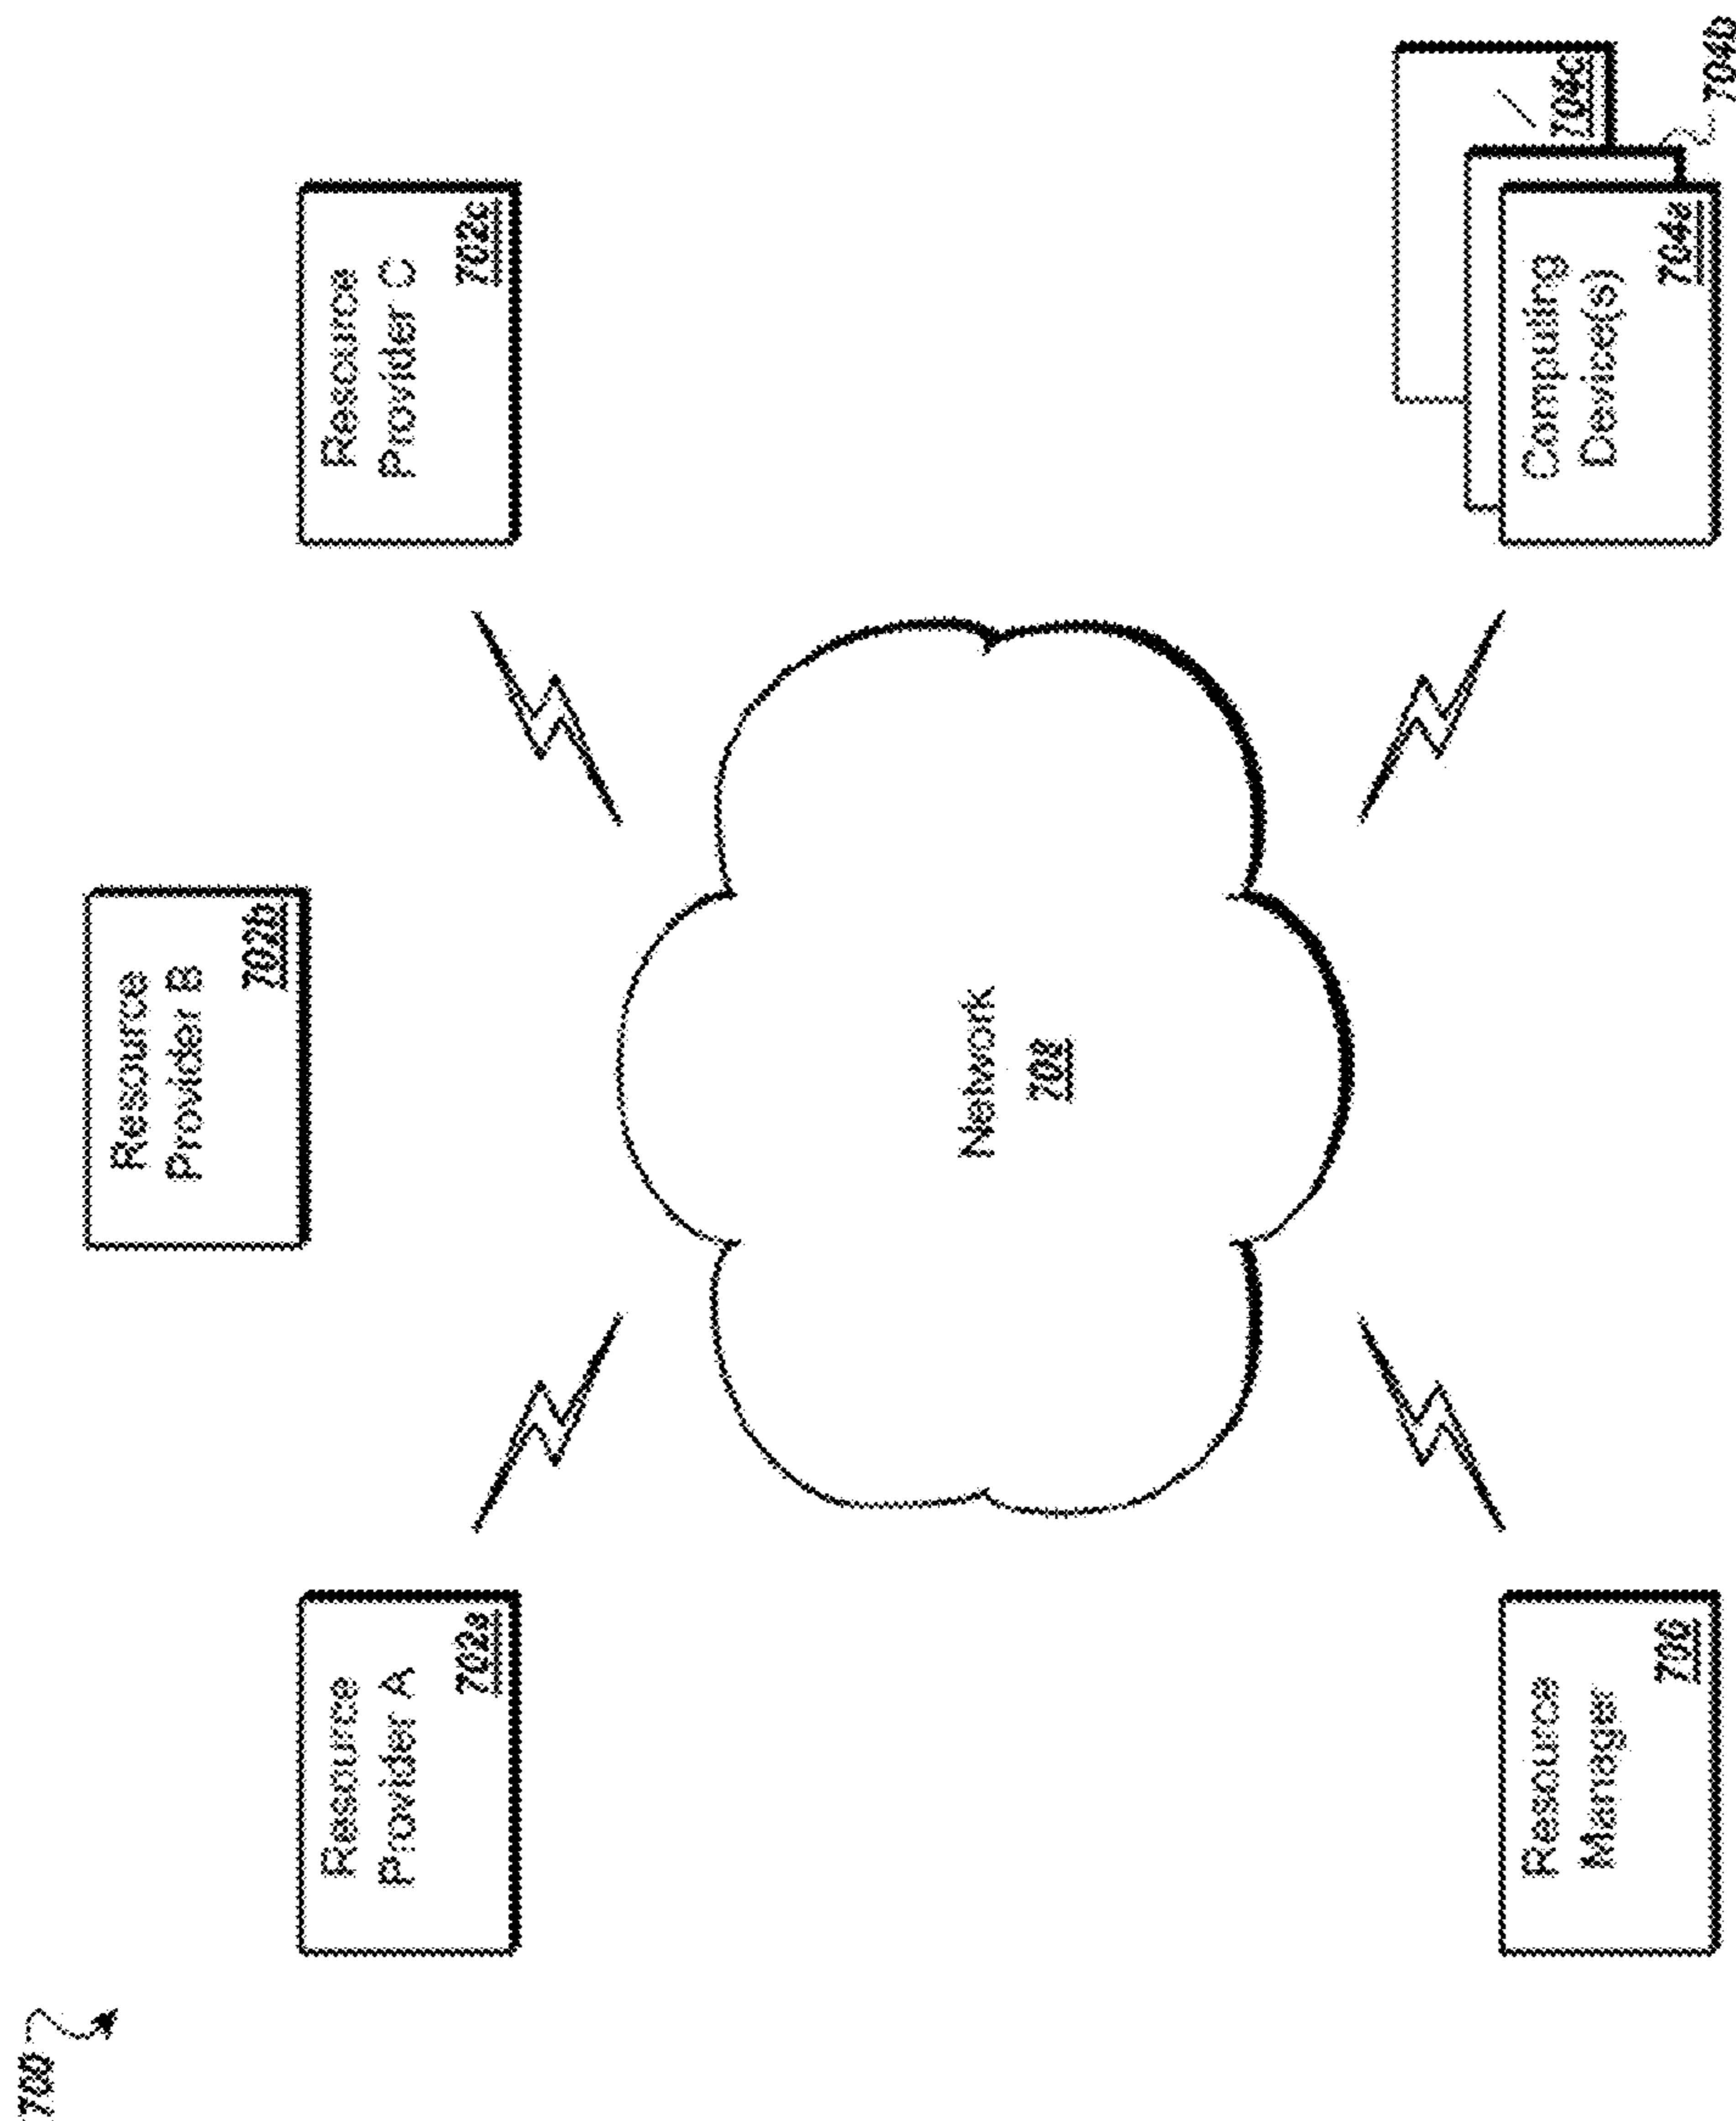 700
Resource
Provider A
702a
Resource
Provider B
702b
Resource
Provider C
702c
Network
708
Resource
Manager
706
Computing
Device(s)
704a
704b
704c